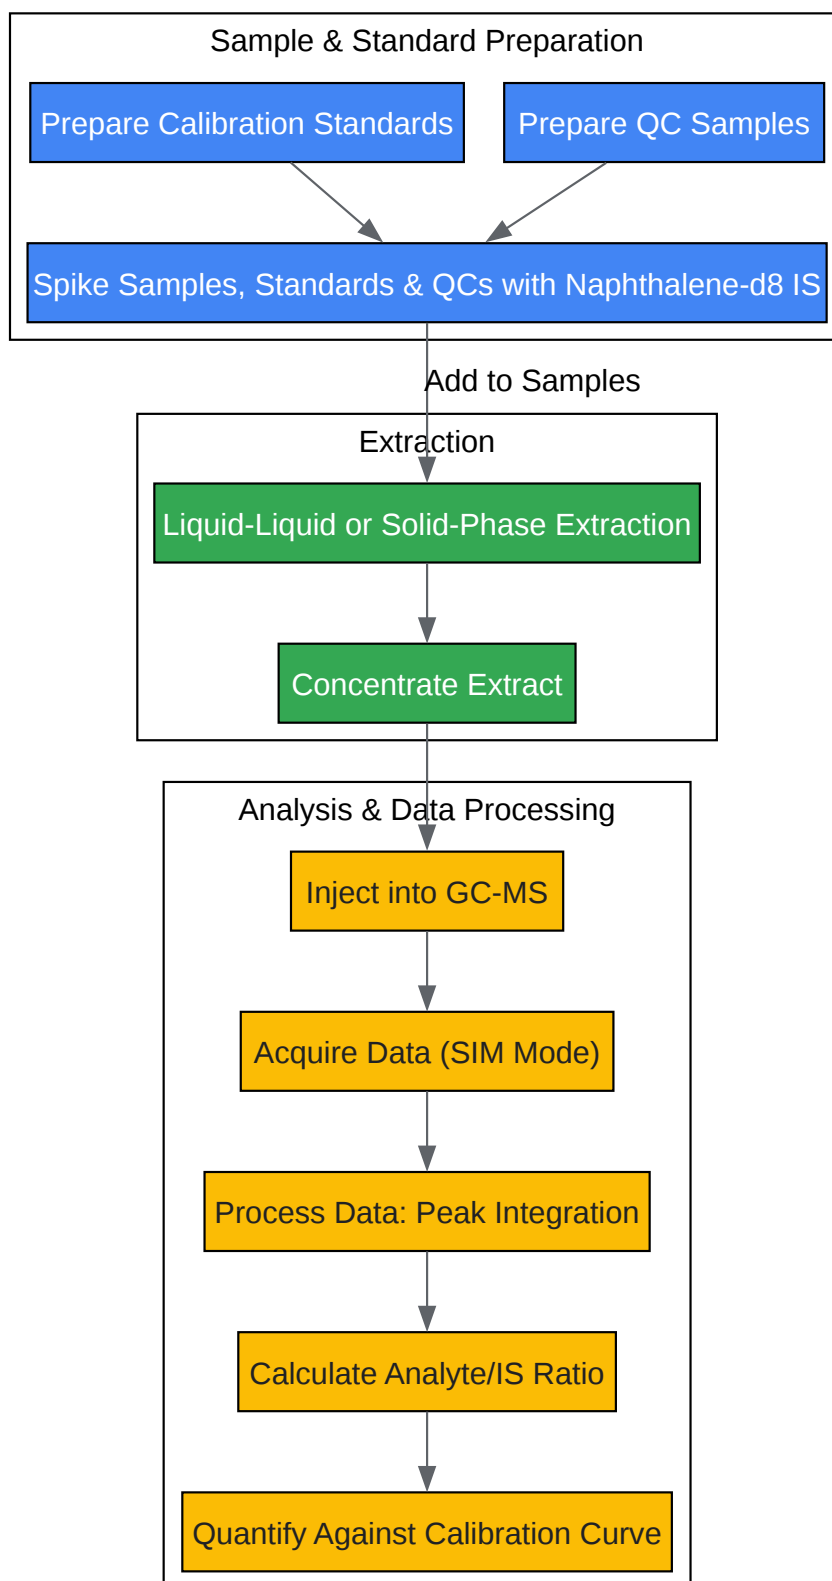 Sample & Standard Preparation
Prepare Calibration Standards
Prepare QC Samples
Spike Samples, Standards & QCs with Naphthalene-d8 IS
Add to Samples
Extraction
Liquid-Liquid or Solid-Phase Extraction
Concentrate Extract
Analysis & Data Processing
Inject into GC-MS
Acquire Data (SIM Mode)
Process Data: Peak Integration
Calculate Analyte/IS Ratio
Quantify Against Calibration Curve